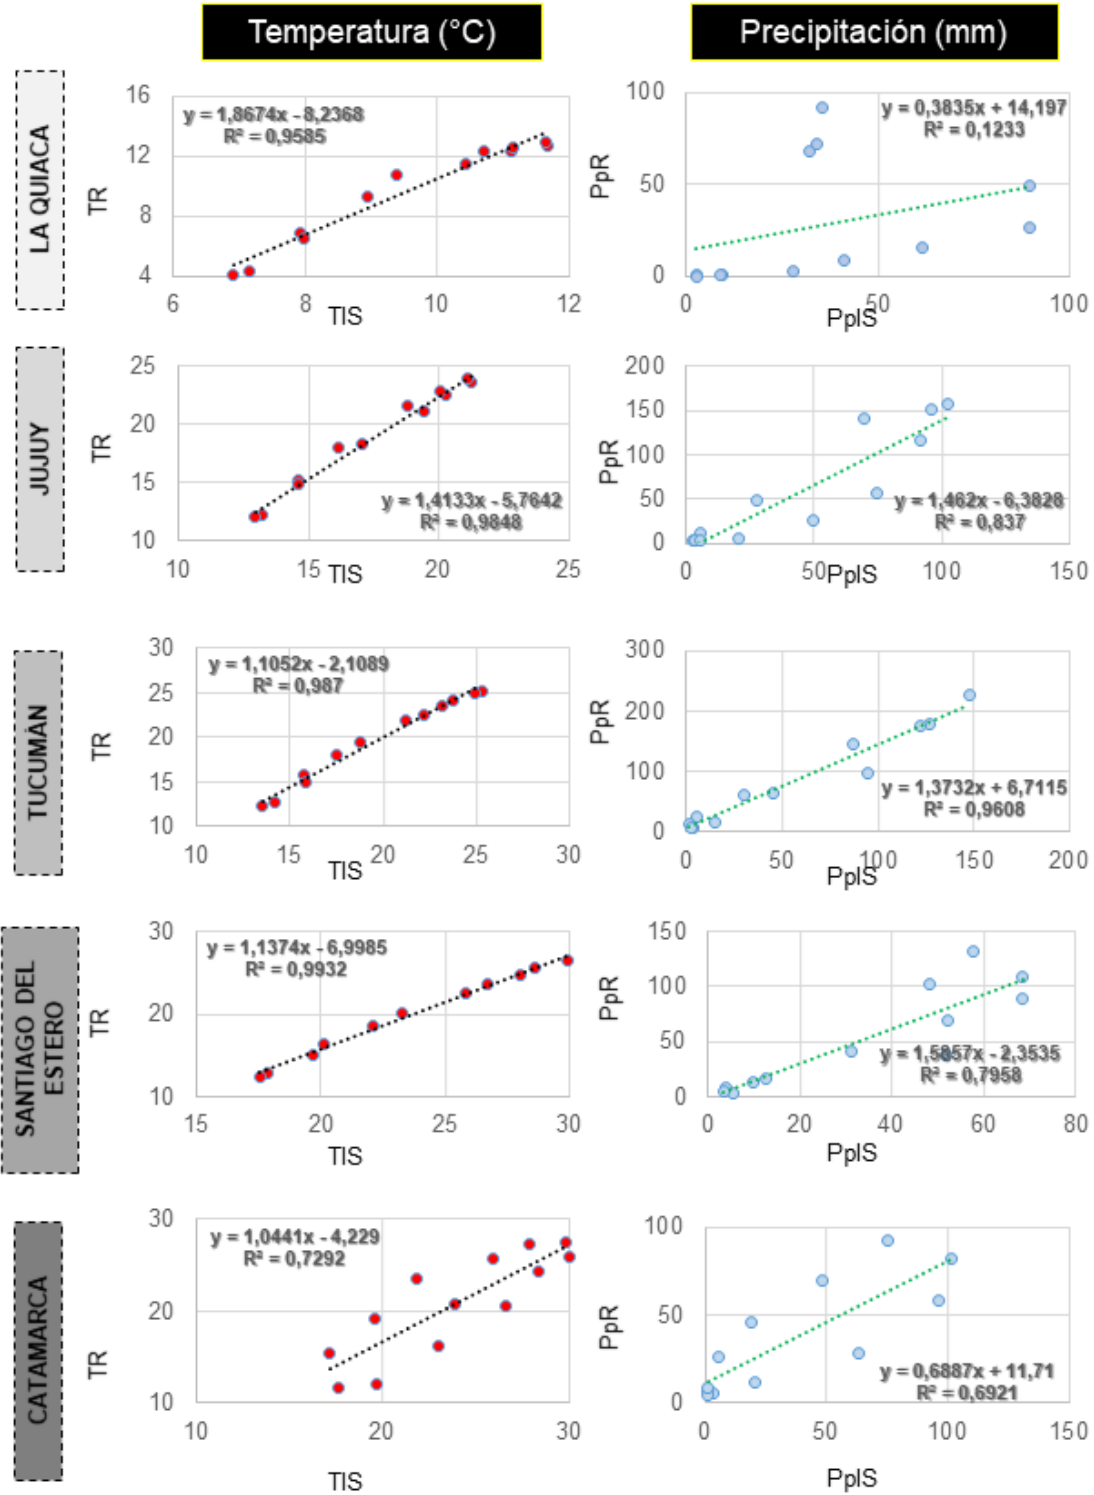 Temperatura (°C)
Precipitación (mm)
LA QUIACA
TR
16
12
8
4
y = 1,8674x - 8,2368
R² = 0,9585
6
8
10
12
TIS
PpR
100
50
0
y = 0,3835x + 14,197
R² = 0,1233
0
50
100
PpIS
JUJUY
TR
25
20
15
10
y = 1,4133x - 5,7642
R² = 0,9848
10
15
20
25
TIS
PpR
200
150
100
50
0
y = 1,462x - 6,3828
R² = 0,837
0
50
100
150
PpIS
TUCUMÁN
TR
30
25
20
15
10
y = 1,1052x - 2,1089
R² = 0,987
10
15
20
25
30
TIS
PpR
300
200
100
0
y = 1,3732x + 6,7115
R² = 0,9608
0
50
100
150
200
PpIS
SANTIAGO DEL
ESTERO
TR
30
20
10
y = 1,1374x - 6,9985
R² = 0,9932
15
20
25
30
TIS
PpR
150
100
50
0
y = 1,5857x - 2,3535
R² = 0,7958
0
20
40
60
80
PpIS
CATAMARCA
TR
30
20
10
y = 1,0441x - 4,229
R² = 0,7292
10
20
30
TIS
PpR
100
50
0
y = 0,6887x + 11,71
R² = 0,6921
0
50
100
150
PpIS